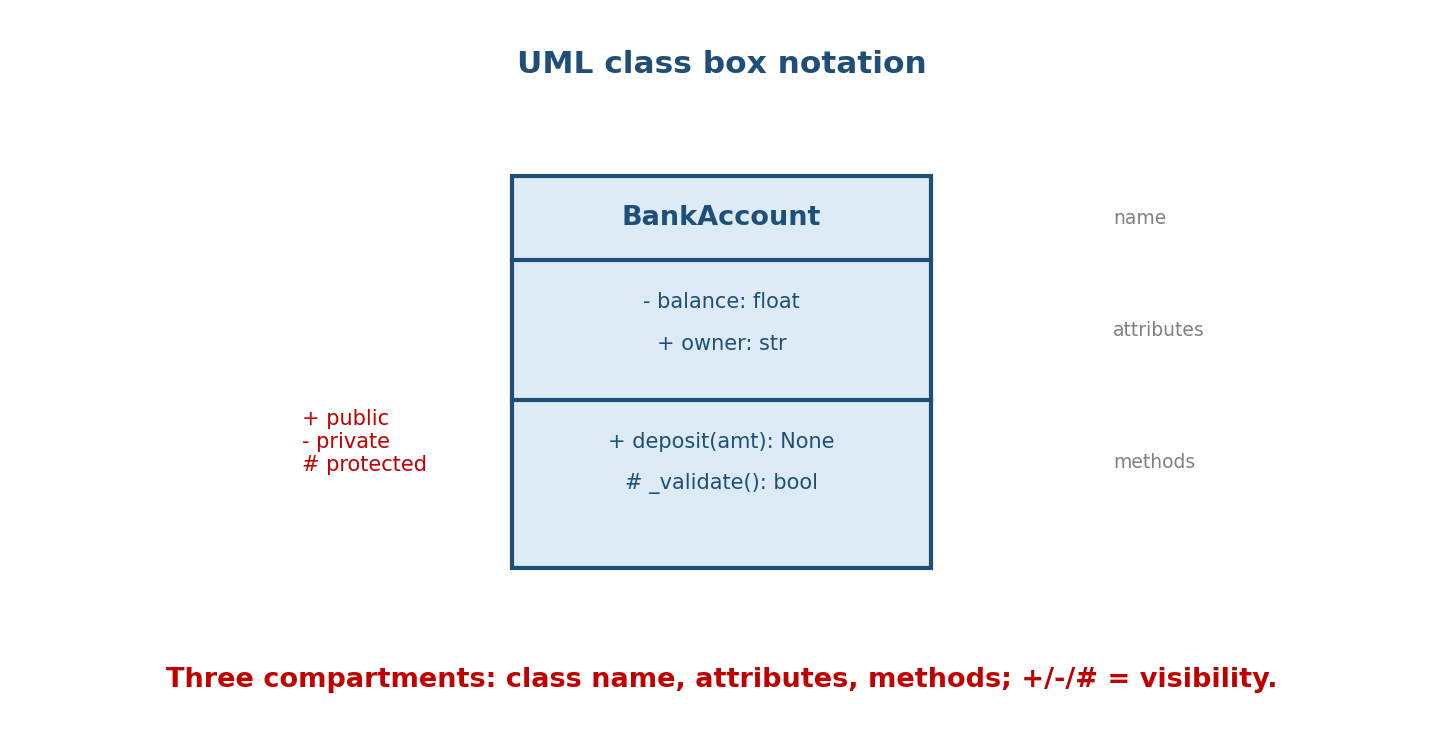 UML class box notation
BankAccount
name
- balance: float
+ owner: str
attributes
+ public
- private
# protected
+ deposit(amt): None
# _validate(): bool
methods
Three compartments: class name, attributes, methods; +/-/# = visibility.